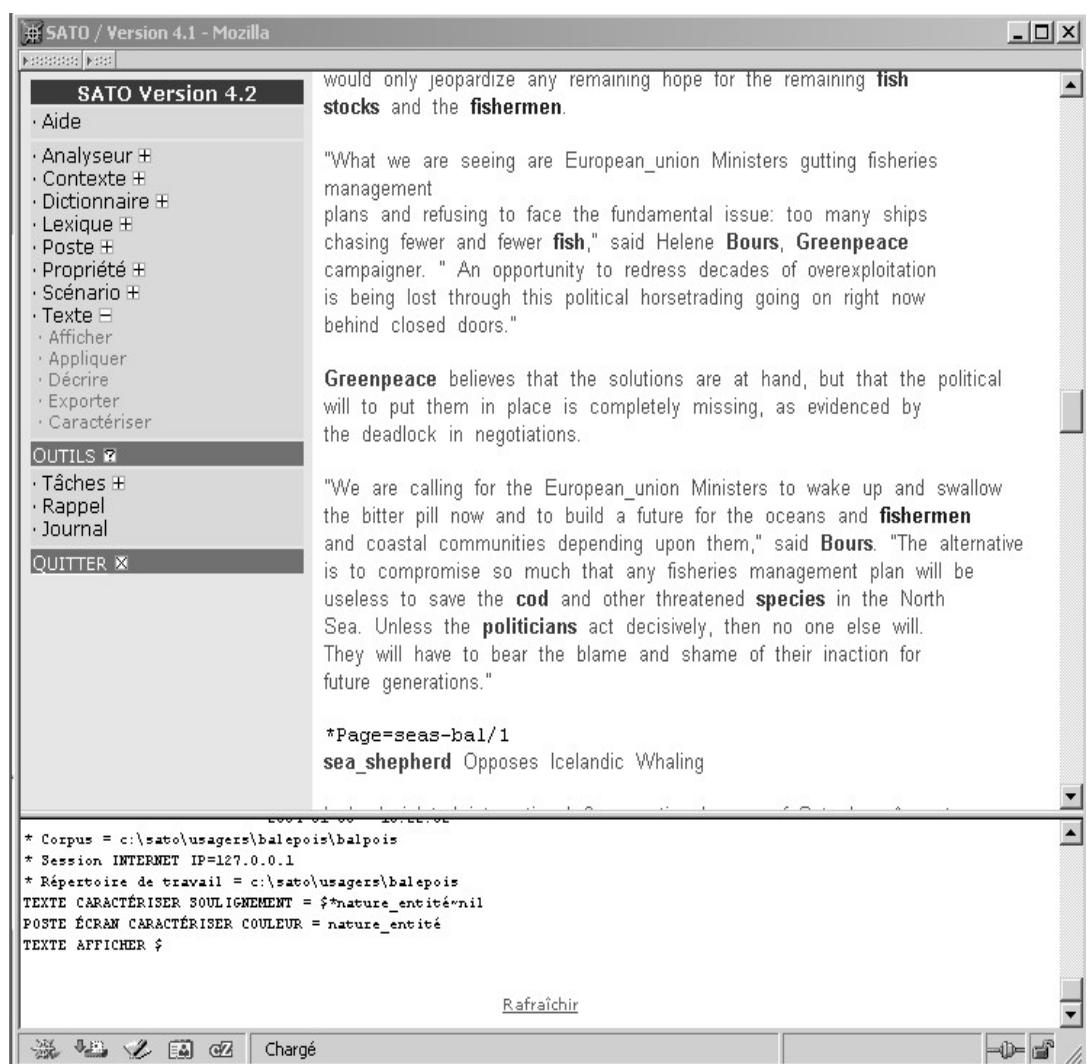 SATO / Version 4.1 - Mozilla
SATO Version 4.2
· Aide
· Analyseur
· Contexte
· Dictionnaire
· Lexique
· Poste
· Propriété
· Scénario
· Texte
· Afficher
· Appliquer
· Décrire
· Exporter
· Caractériser
OUTILS
· Tâches
· Rappel
· Journal
QUITTER
would only jeopardize any remaining hope for the remaining fish
stocks and the fishermen.
"What we are seeing are European_union Ministers gutting fisheries
management
plans and refusing to face the fundamental issue: too many ships
chasing fewer and fewer fish," said Helene Bours, Greenpeace
campaigner. " An opportunity to redress decades of overexploitation
is being lost through this political horsetrading going on right now
behind closed doors."
Greenpeace believes that the solutions are at hand, but that the political
will to put them in place is completely missing, as evidenced by
the deadlock in negotiations.
"We are calling for the European_union Ministers to wake up and swallow
the bitter pill now and to build a future for the oceans and fishermen
and coastal communities depending upon them," said Bours. "The alternative
is to compromise so much that any fisheries management plan will be
useless to save the cod and other threatened species in the North
Sea. Unless the politicians act decisively, then no one else will.
They will have to bear the blame and shame of their inaction for
future generations."
*Page=seas-bal/1
sea_shepherd Opposes Icelandic Whaling
* Corpus = c:\sato\usagers\balepois\balpois
* Session INTERNET IP=127.0.0.1
* Répertoire de travail = c:\sato\usagers\balepois
TEXTE CARACTÉRISER SOULIGNEMENT = $*nature_entité~nil
POSTE ÉCRAN CARACTÉRISER COULEUR = nature_entité
TEXTE AFFICHER $
Rafraîchir
Chargé